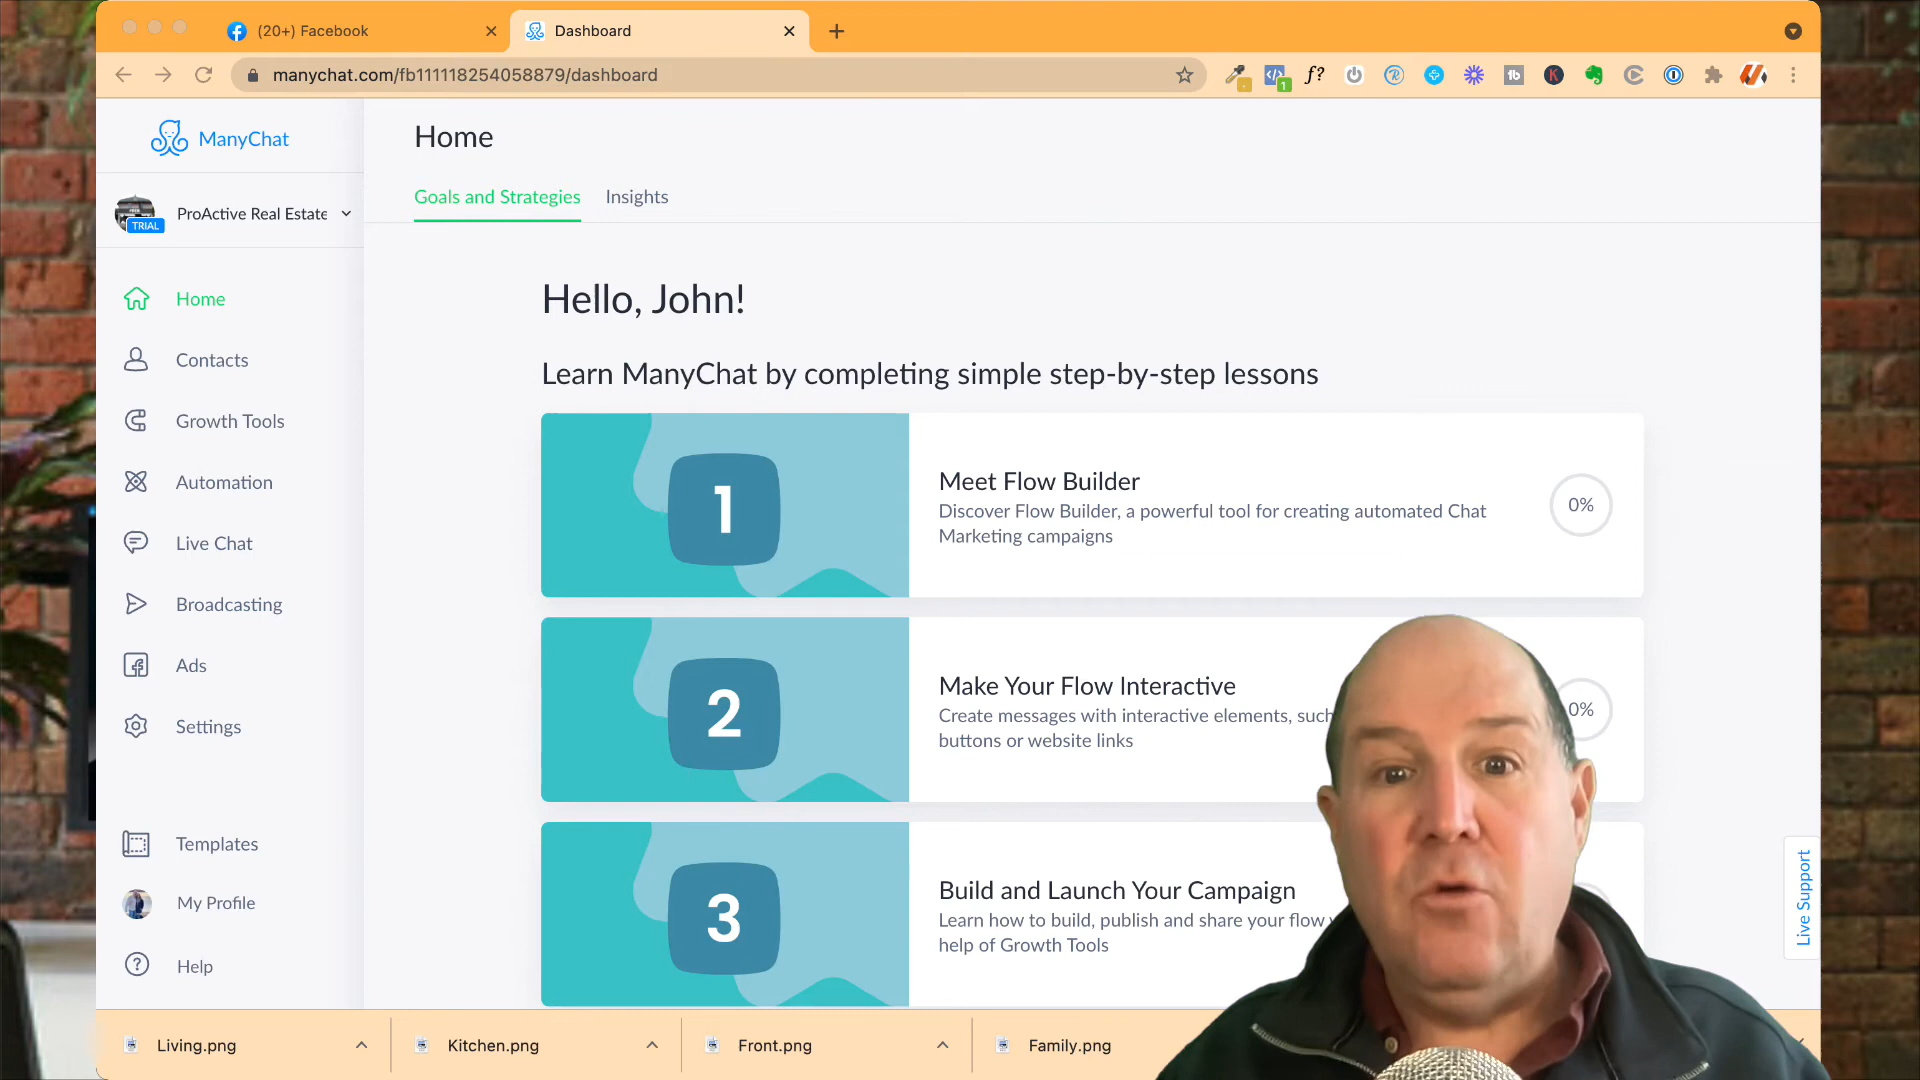 (20+) Facebook
Dashboard
manychat.com/fb111118254058879/dashboard
ManyChat
Home
Goals and Strategies
Insights
TRIAL
ProActive Real Estate
Home
Contacts
Growth Tools
Automation
Live Chat
Broadcasting
Ads
Settings
Templates
My Profile
Help
Hello, John!
Learn ManyChat by completing simple step-by-step lessons
1
Meet Flow Builder
Discover Flow Builder, a powerful tool for creating automated Chat
Marketing campaigns
0%
2
Make Your Flow Interactive
Create messages with interactive elements, such
buttons or website links
0%
3
Build and Launch Your Campaign
Learn how to build, publish and share your flow
help of Growth Tools
Live Support
Living.png
Kitchen.png
Front.png
Family.png